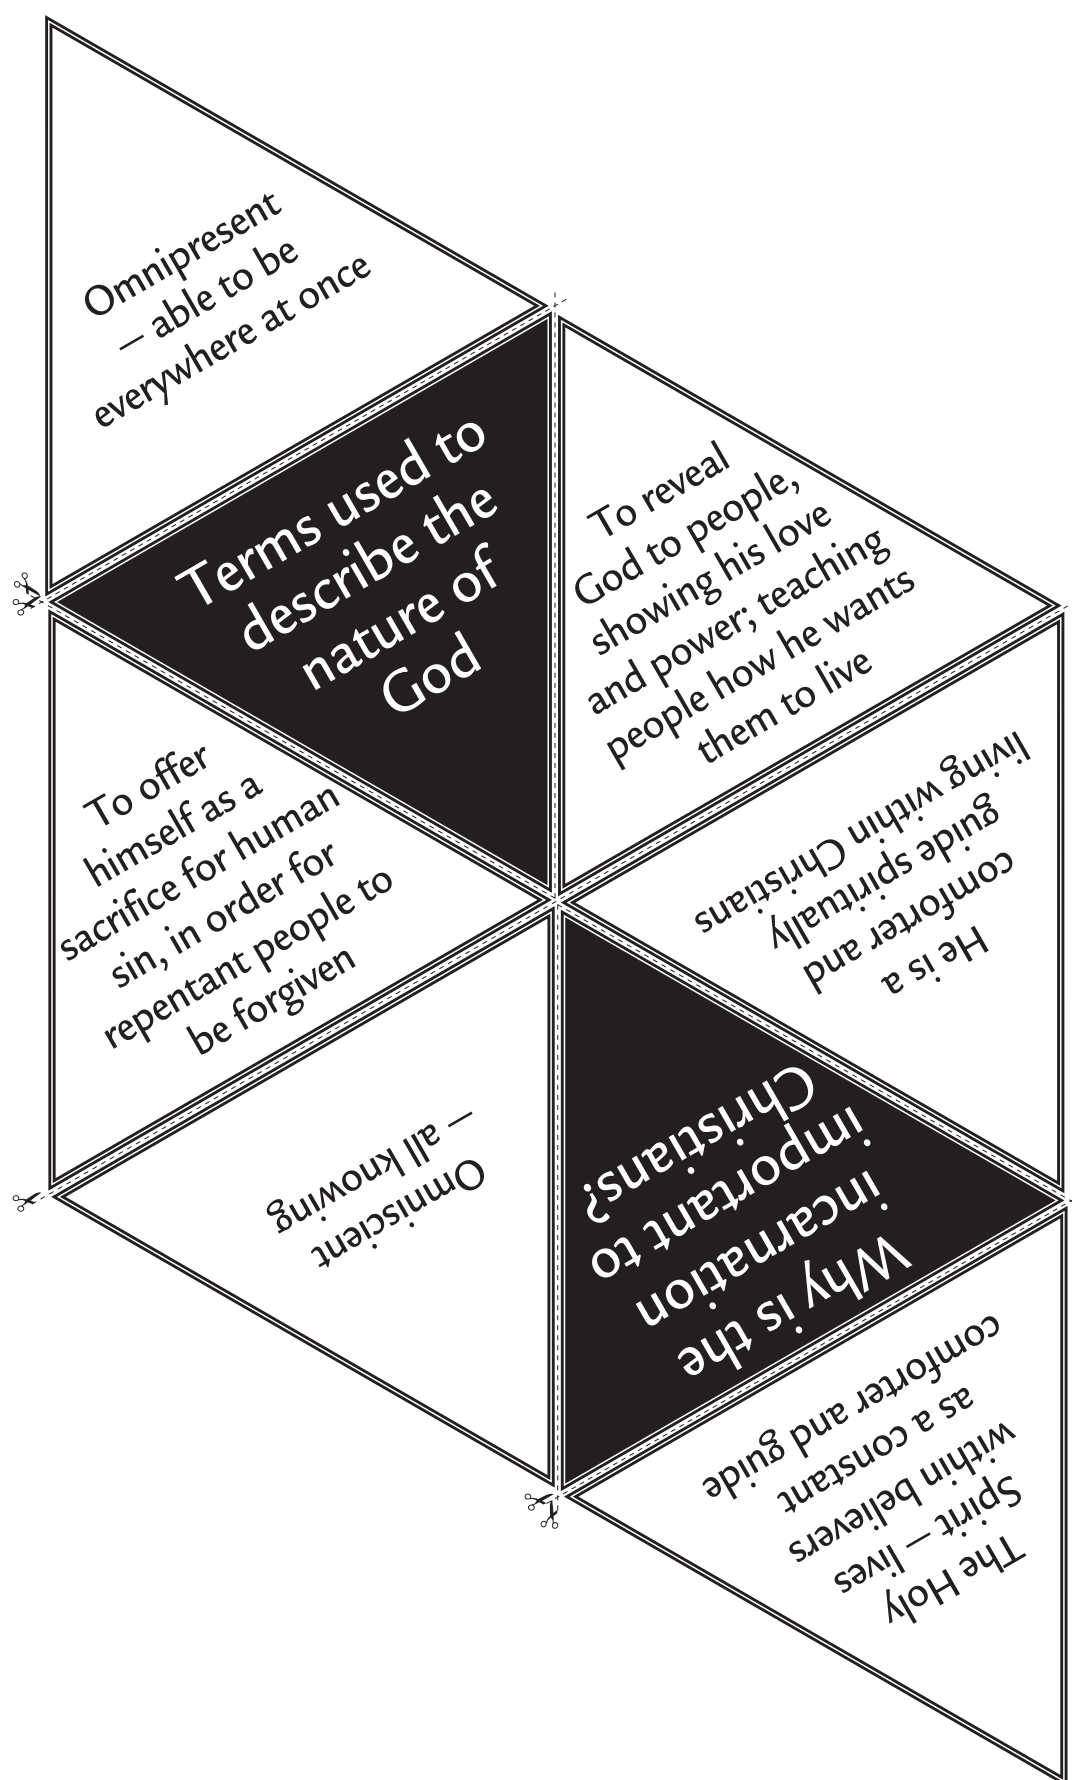 Omnipresent
– able to be
everywhere at once
Terms used to
describe the
nature of
God
To reveal
God to people,
showing his love
and power; teaching
people how he wants
them to live
To offer
himself as a
sacrifice for human
sin, in order for
repentant people to
be forgiven
He is a
comforter and
guide spiritually
living within Christians
Omniscient
– all knowing
Why is the
incarnation
important to
Christians?
The Holy
Spirit – lives
within believers
as a constant
comforter and guide